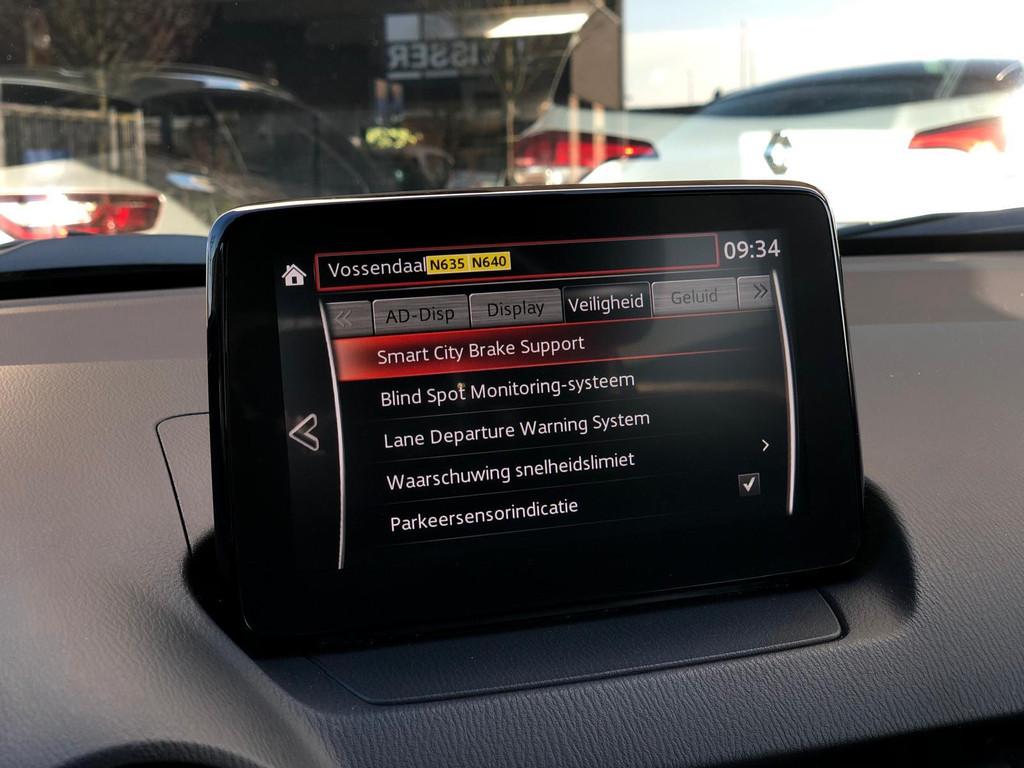 VISSER
Vossendaal N635 N640 09:34
AD-Disp Display Veiligheid Geluid
Smart City Brake Support
Blind Spot Monitoring-systeem
Lane Departure Warning System
Waarschuwing snelheidslimiet
Parkeersensorindicatie